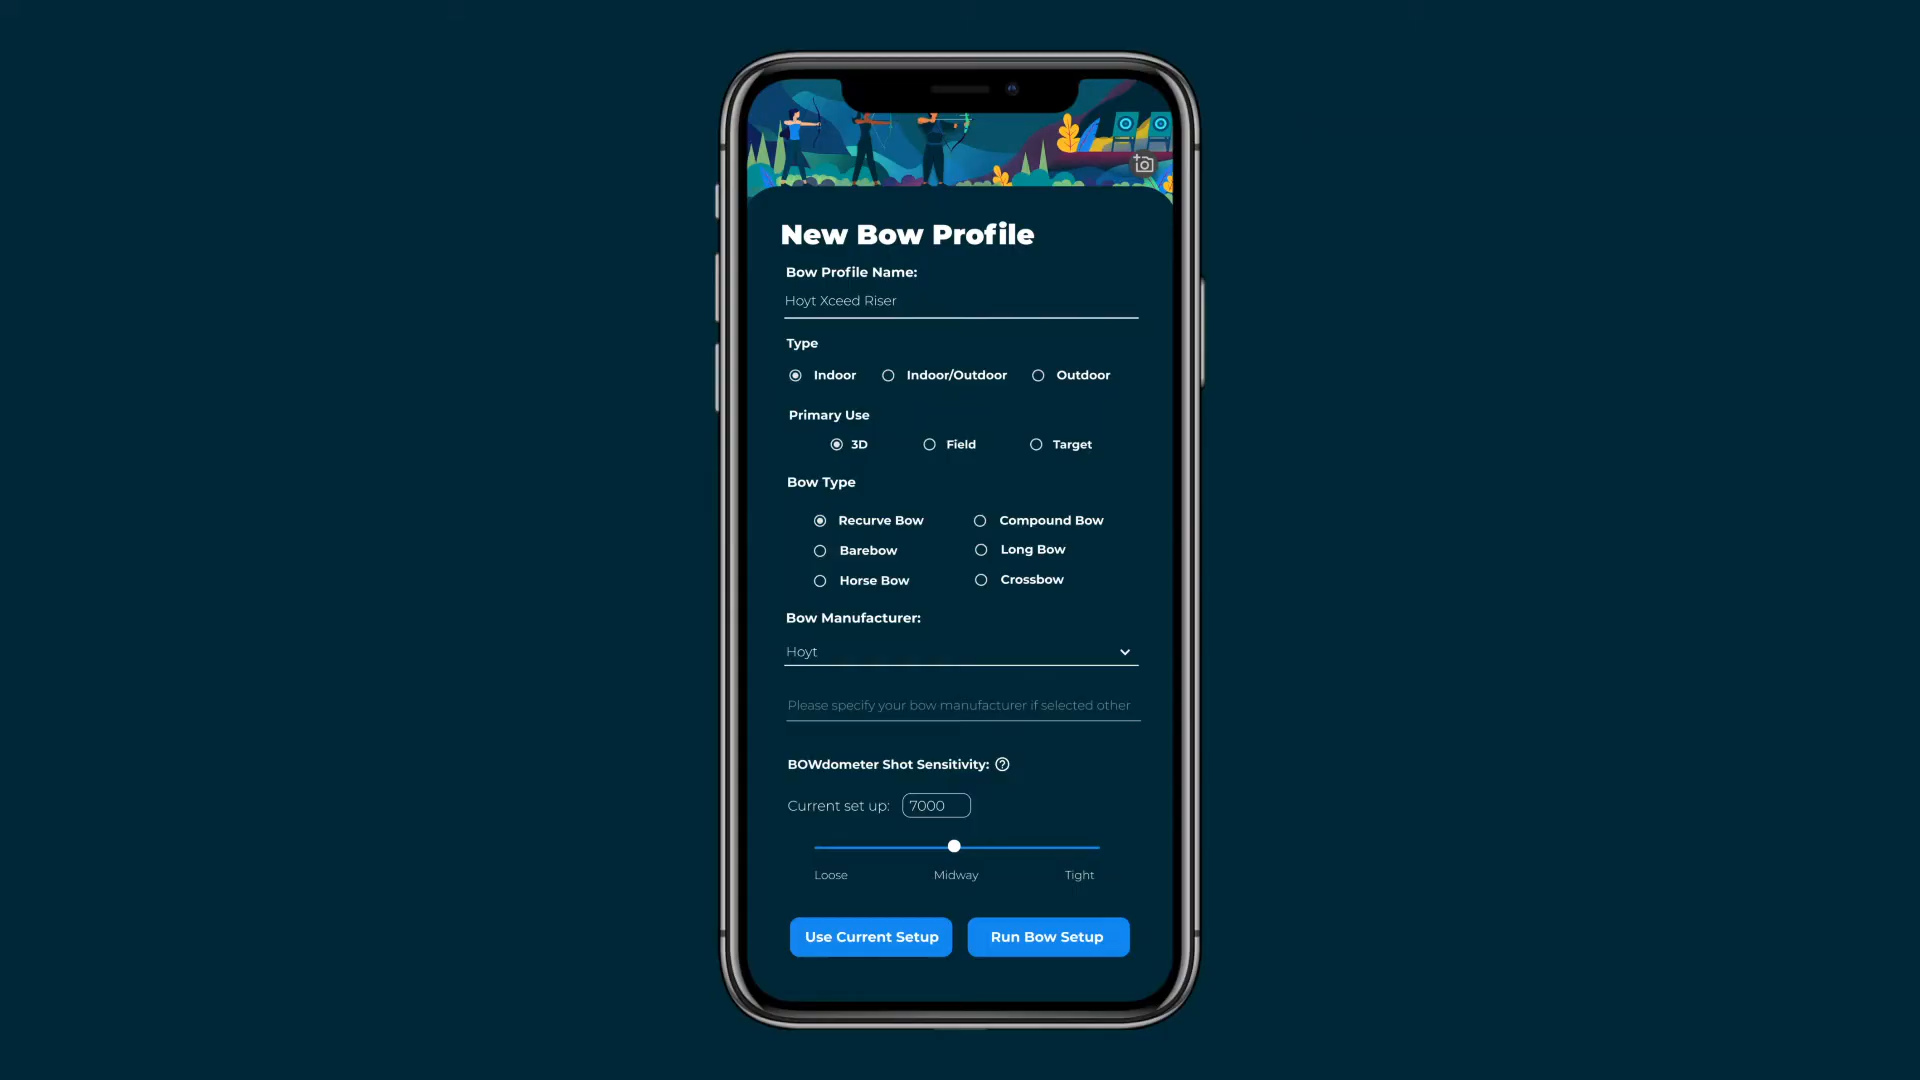 New Bow Profile
Bow Profile Name:
Hoyt Xceed Riser
Type
Indoor Indoor/Outdoor Outdoor
Primary Use
3D Field Target
Bow Type
Recurve Bow Compound Bow
Barebow Long Bow
Horse Bow Crossbow
Bow Manufacturer:
Hoyt
Please specify your bow manufacturer if selected other
BOWdometer Shot Sensitivity: ?
Current set up: 7000
Loose Midway Tight
Use Current Setup Run Bow Setup